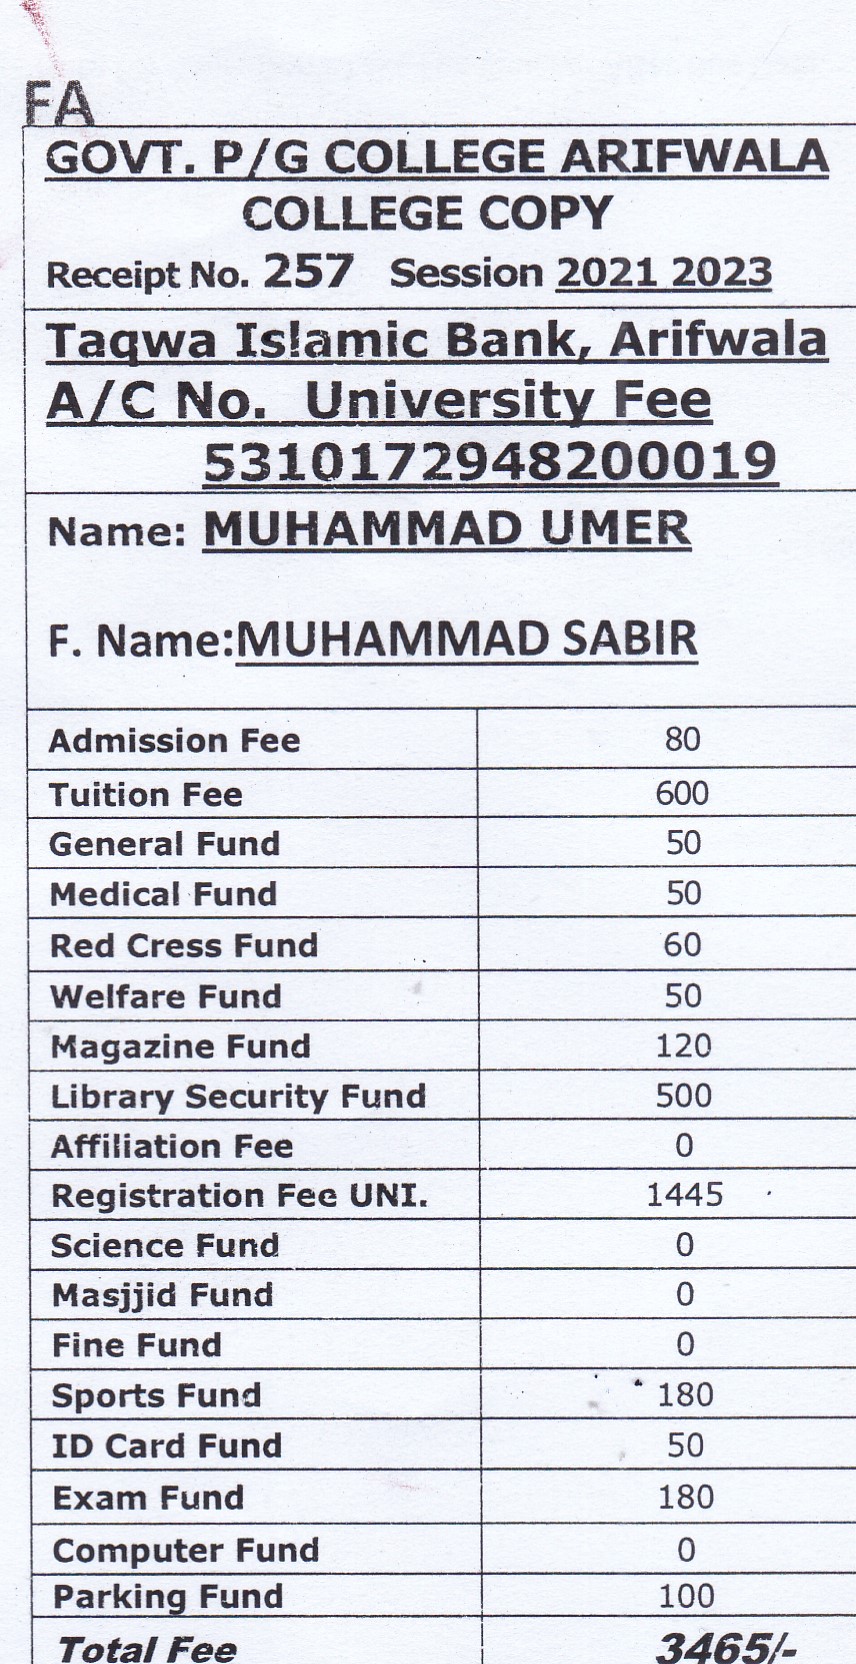 FA
GOVT. P/G COLLEGE ARIFWALA
COLLEGE COPY
Receipt No. 257 Session 2021 2023
Taqwa Islamic Bank, Arifwala
A/C No. University Fee
5310172948200019
Name: MUHAMMAD UMER
F. Name:MUHAMMAD SABIR
Admission Fee 80
Tuition Fee 600
General Fund 50
Medical Fund 50
Red Cress Fund 60
Welfare Fund 50
Magazine Fund 120
Library Security Fund 500
Affiliation Fee 0
Registration Fee UNI. 1445
Science Fund 0
Masjjid Fund 0
Fine Fund 0
Sports Fund 180
ID Card Fund 50
Exam Fund 180
Computer Fund 0
Parking Fund 100
Total Fee 3465/-